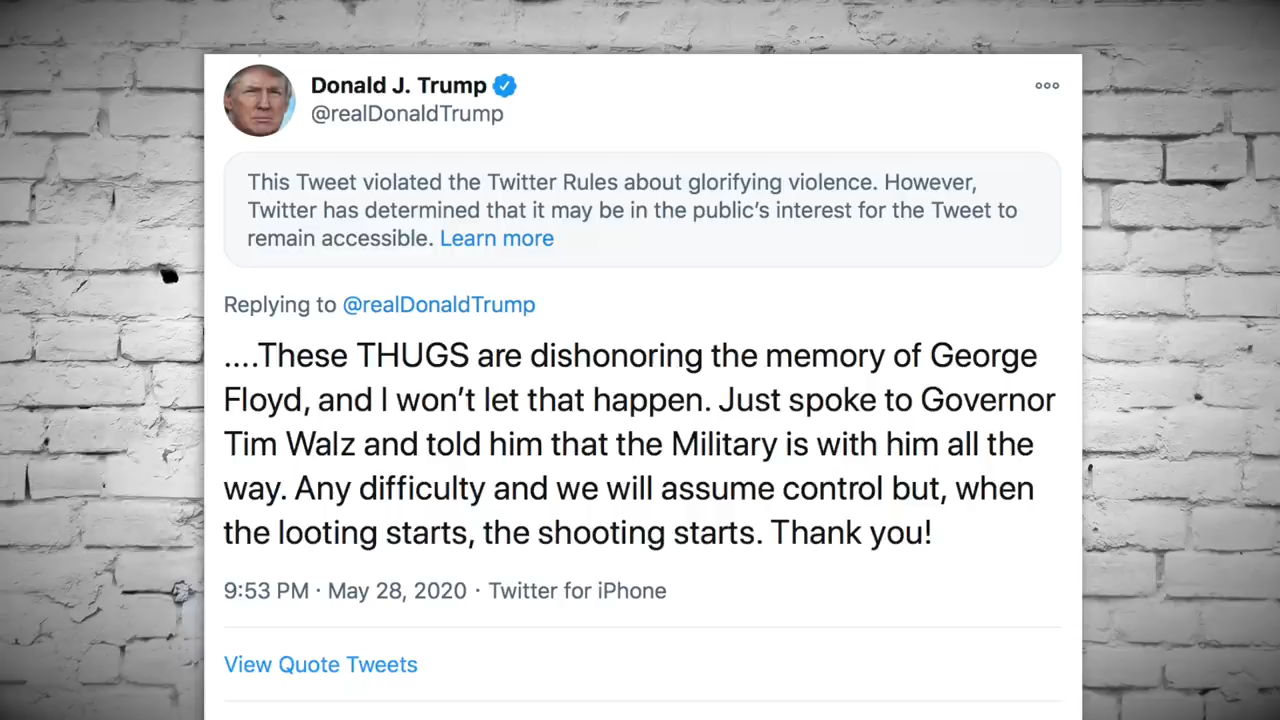 Donald J. Trump
@realDonaldTrump
This Tweet violated the Twitter Rules about glorifying violence. However,
Twitter has determined that it may be in the public’s interest for the Tweet to
remain accessible. Learn more
Replying to @realDonaldTrump
....These THUGS are dishonoring the memory of George
Floyd, and I won’t let that happen. Just spoke to Governor
Tim Walz and told him that the Military is with him all the
way. Any difficulty and we will assume control but, when
the looting starts, the shooting starts. Thank you!
9:53 PM · May 28, 2020 · Twitter for iPhone
View Quote Tweets